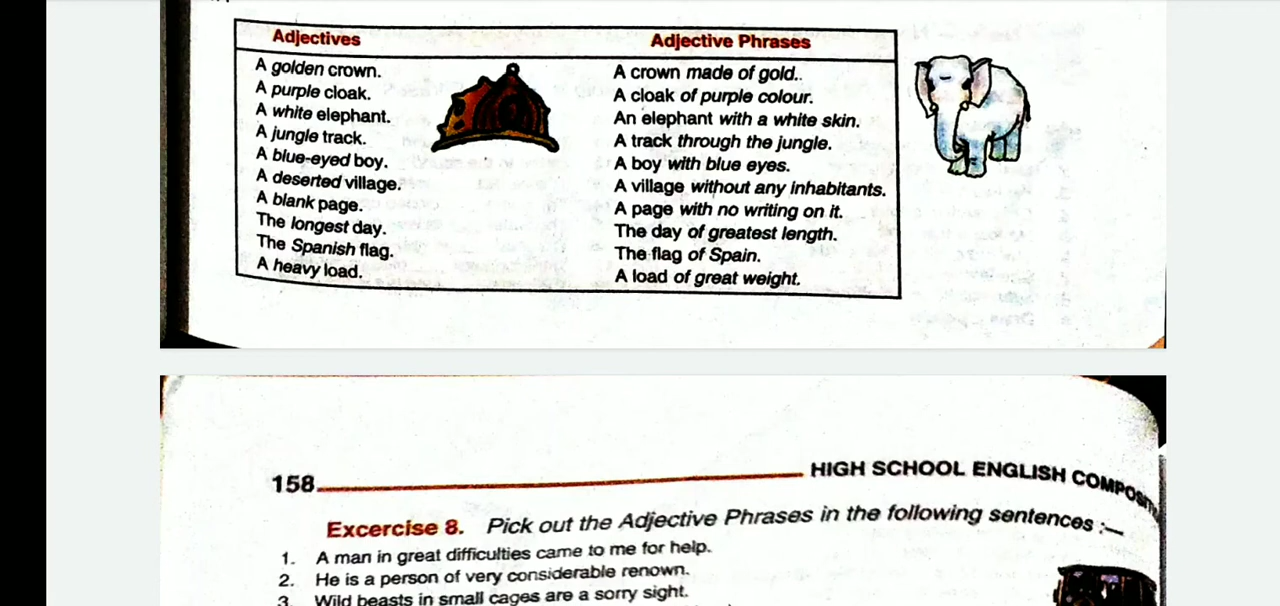 Adjectives Adjective Phrases
A golden crown. A crown made of gold..
A purple cloak. A cloak of purple colour.
A white elephant. An elephant with a white skin.
A jungle track. A track through the jungle.
A blue-eyed boy. A boy with blue eyes.
A deserted village. A village without any inhabitants.
A blank page. A page with no writing on it.
The longest day. The day of greatest length.
The Spanish flag. The flag of Spain.
A heavy load. A load of great weight.
158 HIGH SCHOOL ENGLISH
Excercise 8. Pick out the Adjective Phrases in the following sentences :—
1. A man in great difficulties came to me for help.
2. He is a person of very considerable renown.
3. Wild beasts in small cages are a sorry sight.